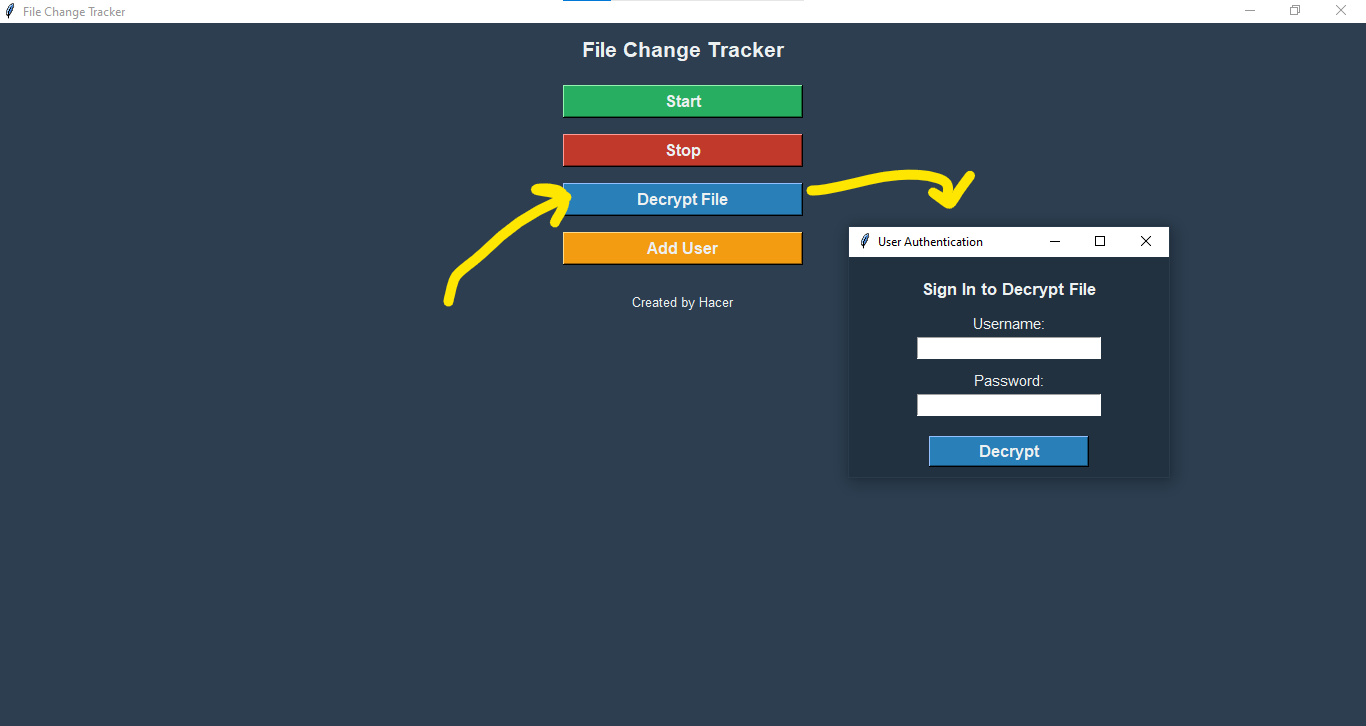 File Change Tracker
File Change Tracker
Start
Stop
Decrypt File
Add User
Created by Hacer
User Authentication
Sign In to Decrypt File
Username:
Password:
Decrypt